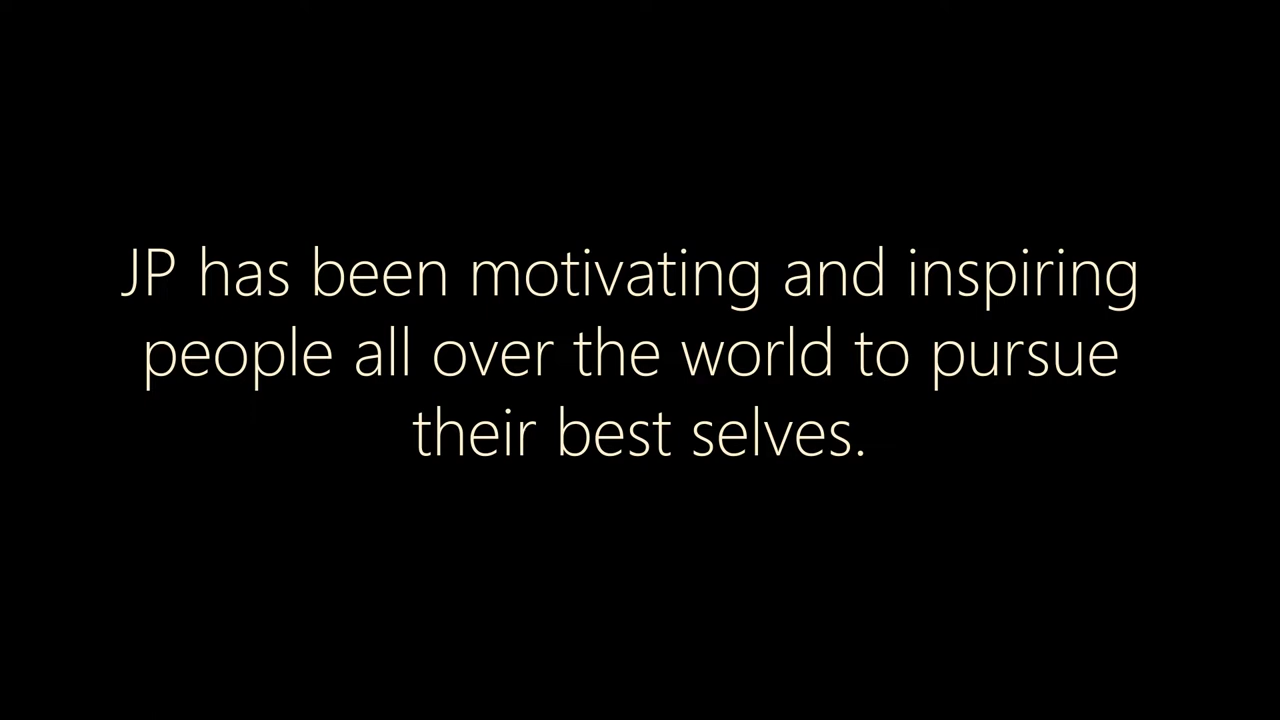 JP has been motivating and inspiring
people all over the world to pursue
their best selves.